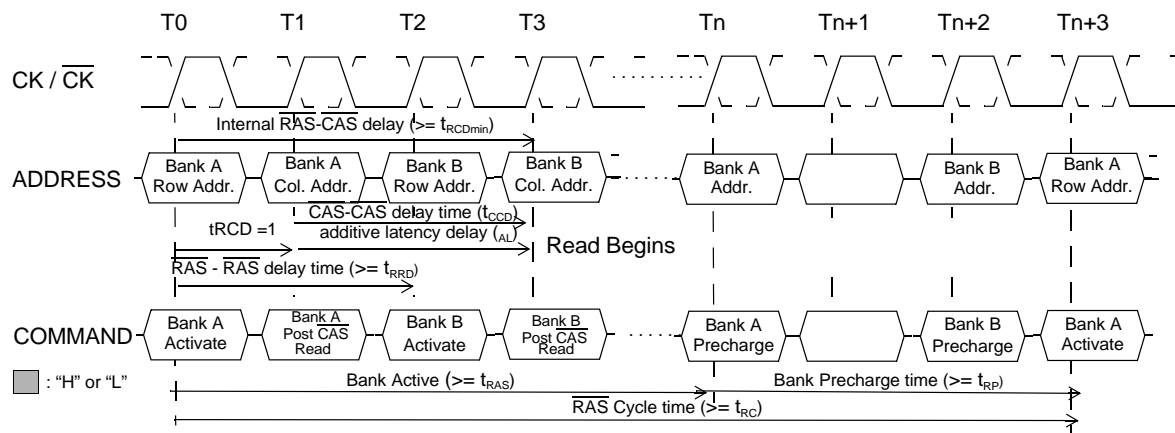 T0 T1 T2 T3 Tn Tn+1 Tn+2 Tn+3
CK / CK
Internal RAS-CAS delay (>= tRCDmin)
ADDRESS
Bank A
Row Addr.
Bank A
Col. Addr.
Bank B
Row Addr.
Bank B
Col. Addr.
Bank A
Addr.
Bank B
Addr.
Bank A
Row Addr.
CAS-CAS delay time (tCCD)
tRCD =1
additive latency delay (AL)
Read Begins
RAS - RAS delay time (>= tRRD)
COMMAND
Bank A
Activate
Bank A
Post CAS
Read
Bank B
Activate
Bank B
Post CAS
Read
Bank A
Precharge
Bank B
Precharge
Bank A
Activate
: “H” or “L”
Bank Active (>= tRAS)
Bank Precharge time (>= tRP)
RAS Cycle time (>= tRC)